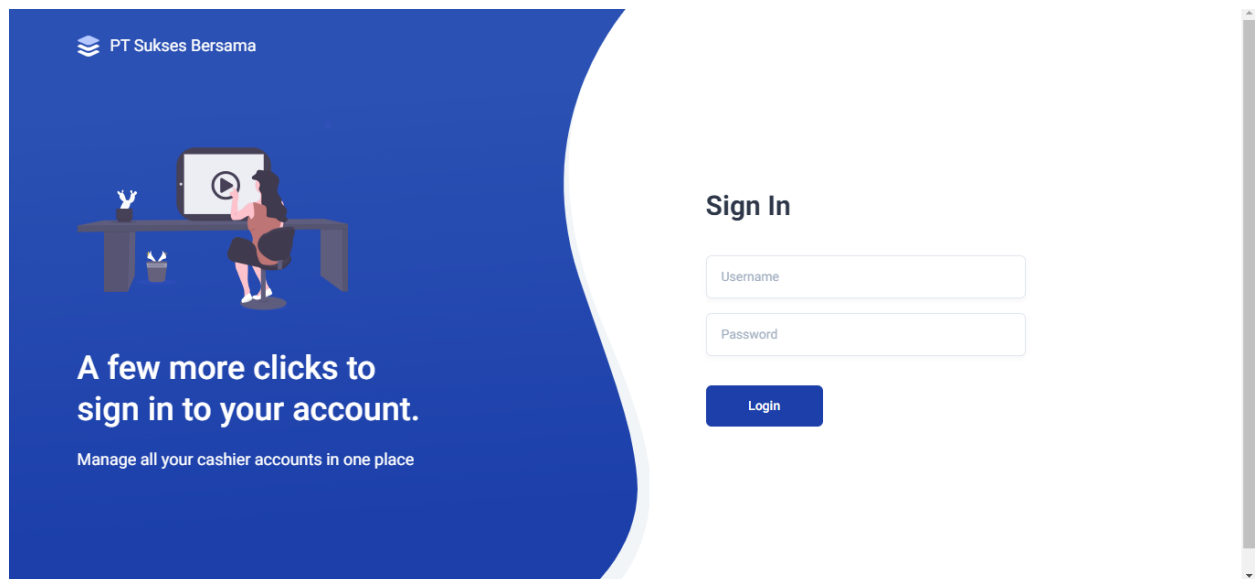 PT Sukses Bersama
A few more clicks to
sign in to your account.
Manage all your cashier accounts in one place
Sign In
Username
Password
Login